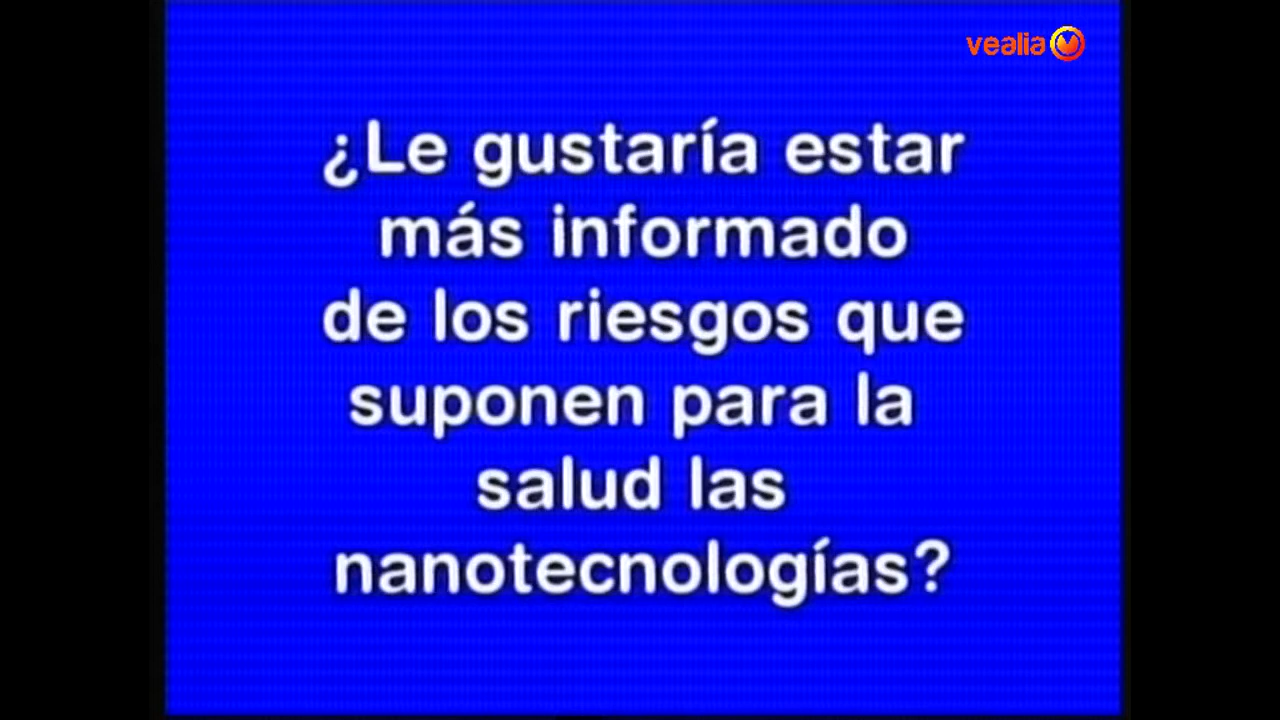 vealia
¿Le gustaría estar
más informado
de los riesgos que
suponen para la
salud las
nanotecnologías?